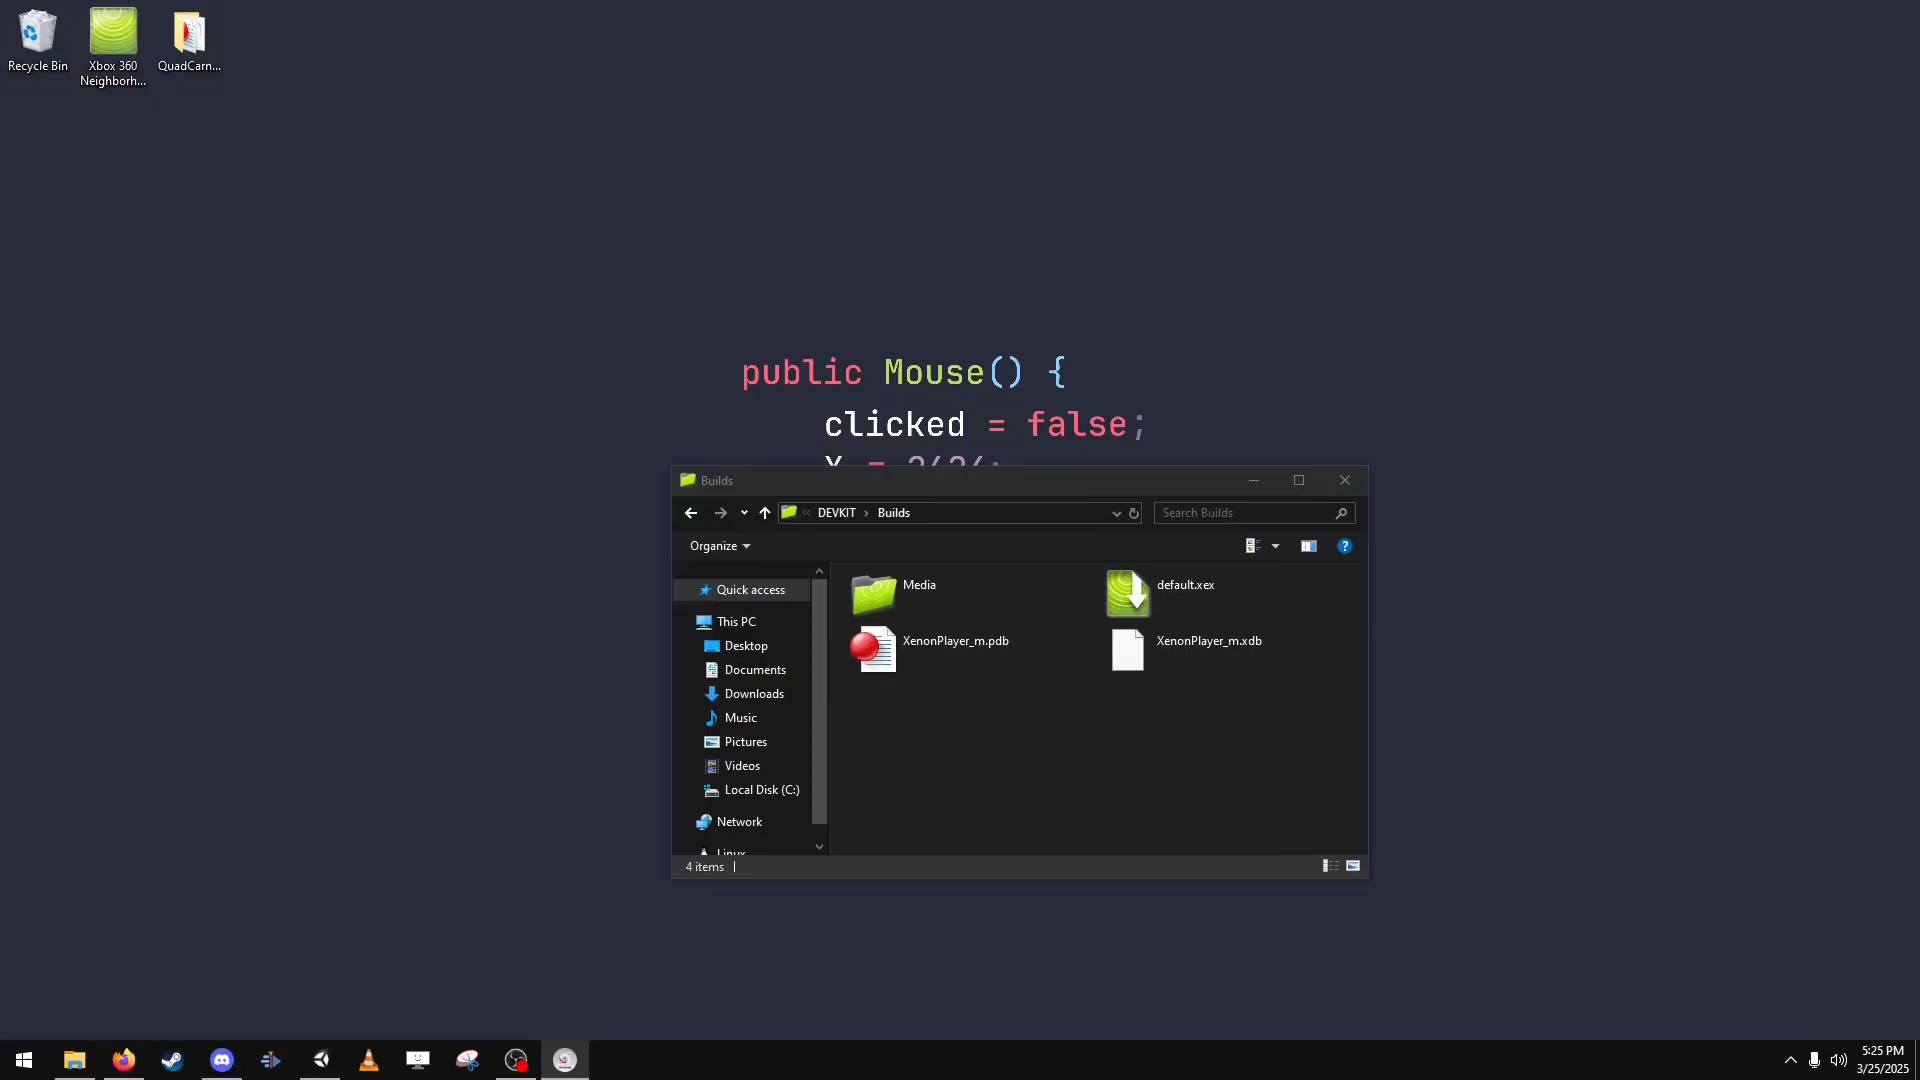 Recycle Bin
Xbox 360
Neighborh...
QuadCarn...
public Mouse() {
clicked = false;
Builds
« DEVKIT › Builds
Search Builds
Organize
Quick access
This PC
Desktop
Documents
Downloads
Music
Pictures
Videos
Local Disk (C:)
Network
Linux
Media
default.xex
XenonPlayer_m.pdb
XenonPlayer_m.xdb
4 items
5:25 PM
3/25/2025